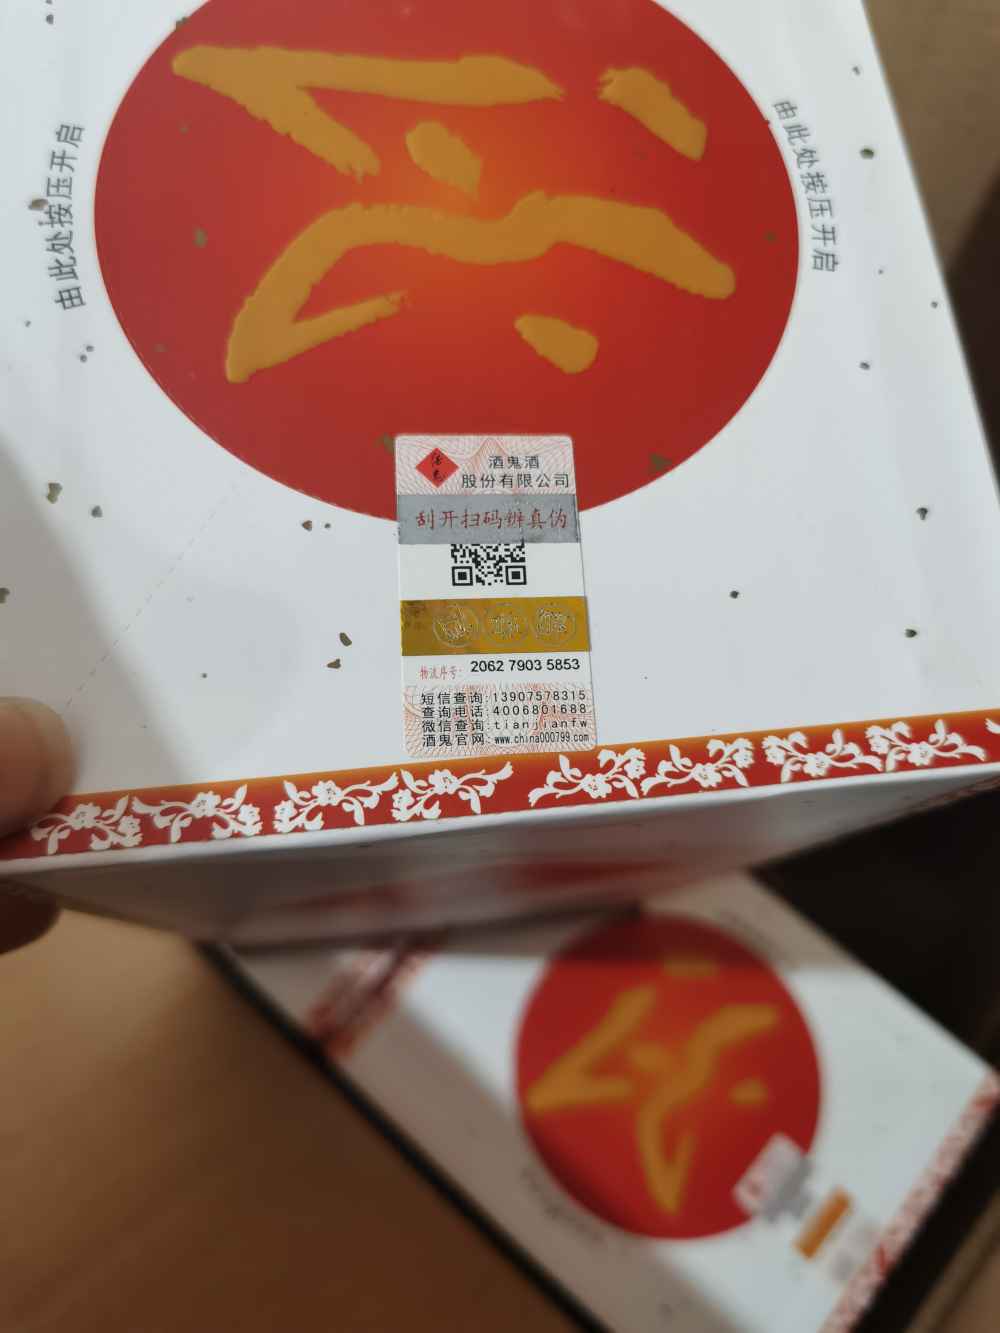 由此处按压开启
由此处按压开启
酒鬼酒
股份有限公司
刮开扫码辨真伪
物流序号: 2062 7903 5853
短信查询:13907578315
查询电话:4006801688
微信查询:tianjianfw
酒鬼官网:www.china000799.com